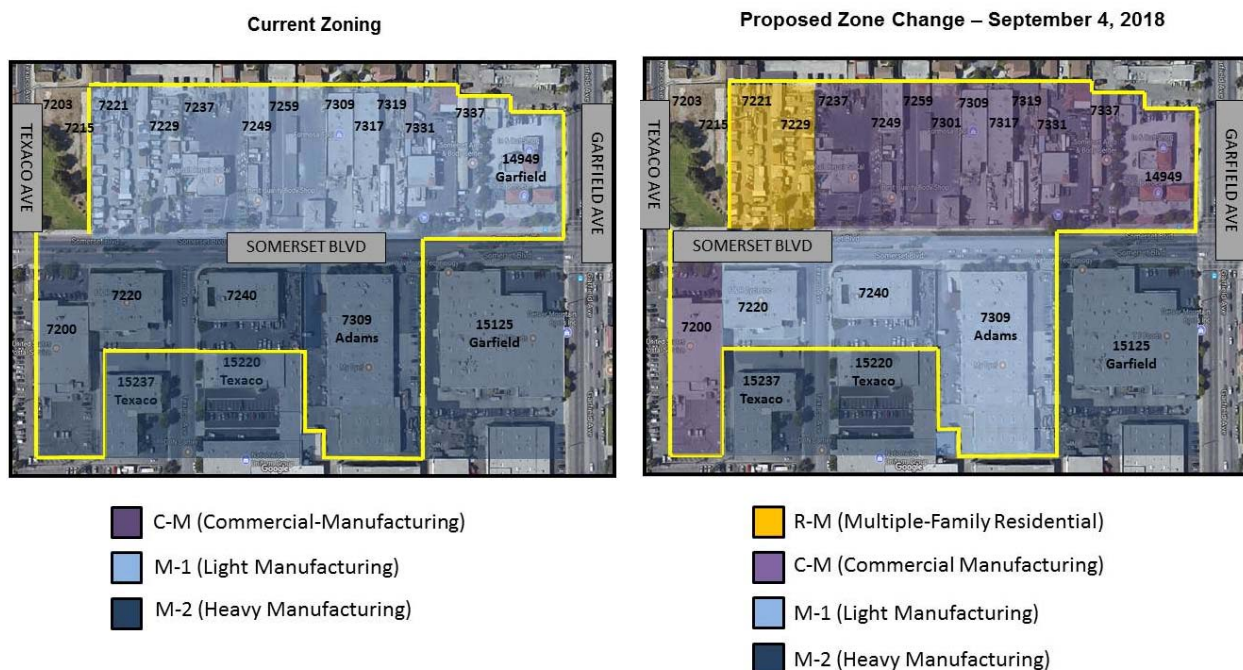 Current Zoning
7203
7221
7237
7259
7309
7319
7337
7215
7229
7249
7317
7331
TEXACO AVE
GARFIELD AVE
14949
Garfield
SOMERSET BLVD
7220
7240
7200
7309
Adams
15125
Garfield
15237
Texaco
15220
Texaco
Google
C-M (Commercial-Manufacturing)
M-1 (Light Manufacturing)
M-2 (Heavy Manufacturing)
Proposed Zone Change – September 4, 2018
7203
7221
7237
7259
7309
7319
7337
7215
7229
7249
7301
7317
7331
TEXACO AVE
GARFIELD AVE
14949
SOMERSET BLVD
7220
7240
7200
7309
Adams
15125
Garfield
15237
Texaco
15220
Texaco
Google
R-M (Multiple-Family Residential)
C-M (Commercial Manufacturing)
M-1 (Light Manufacturing)
M-2 (Heavy Manufacturing)